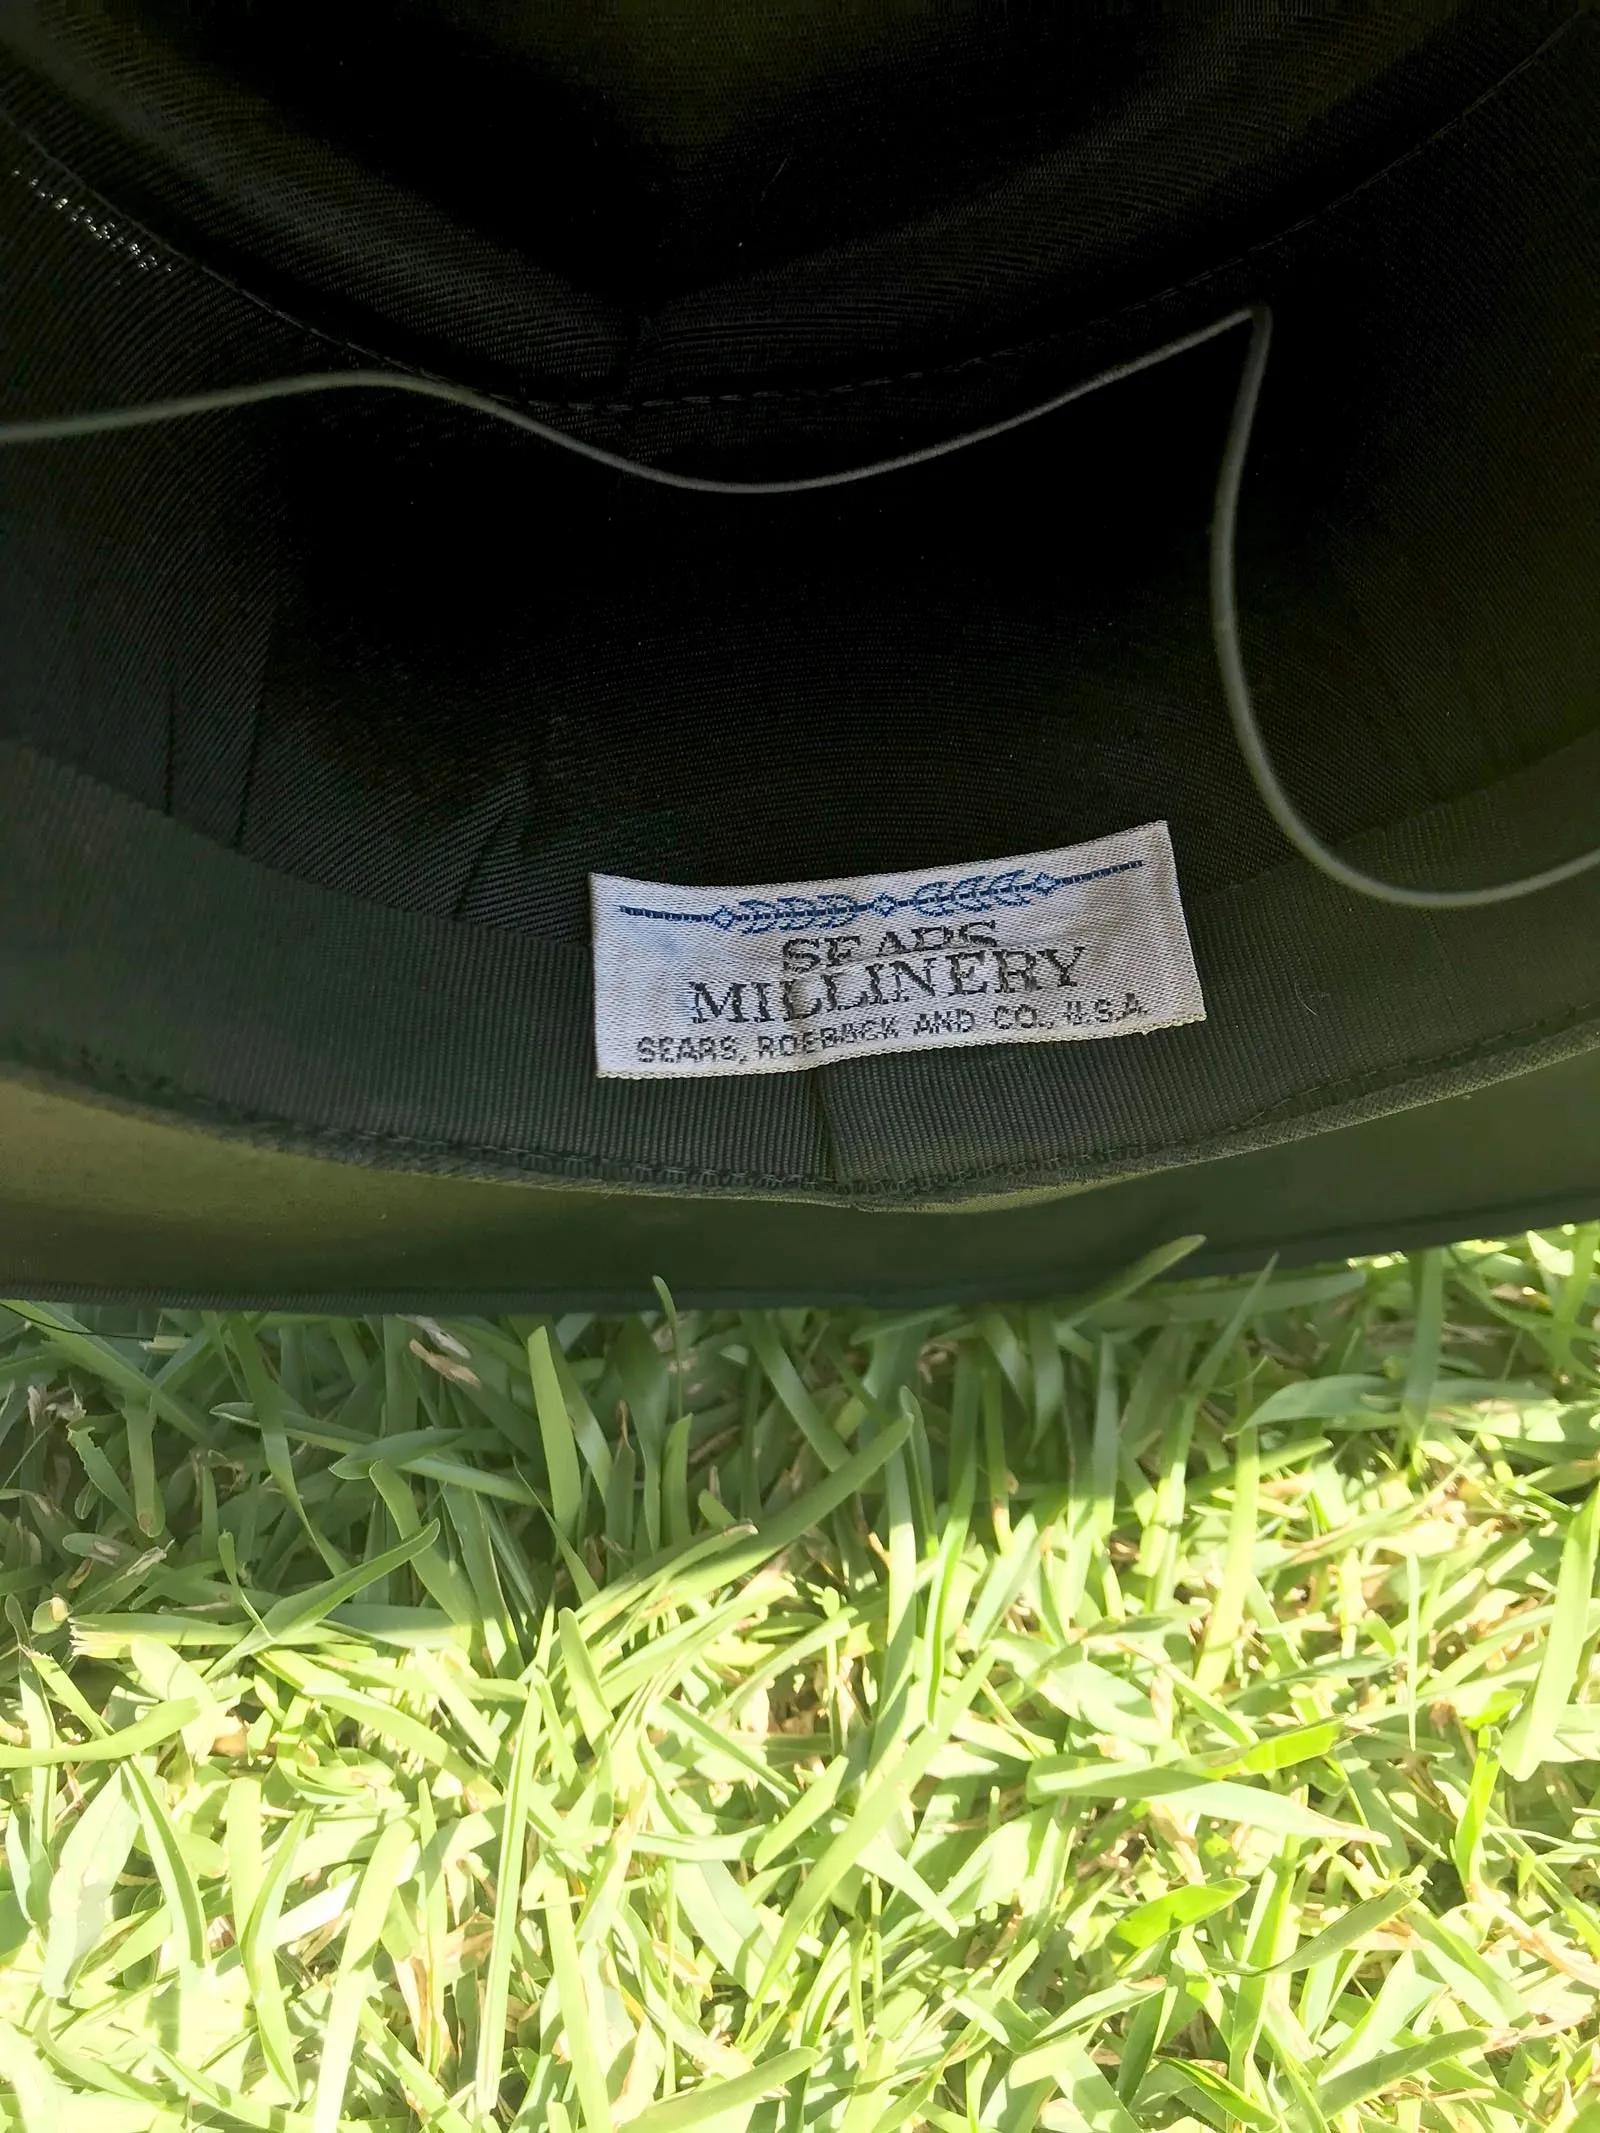 SEARS
MILLINERY
SEARS, ROEBUCK AND CO., U.S.A.